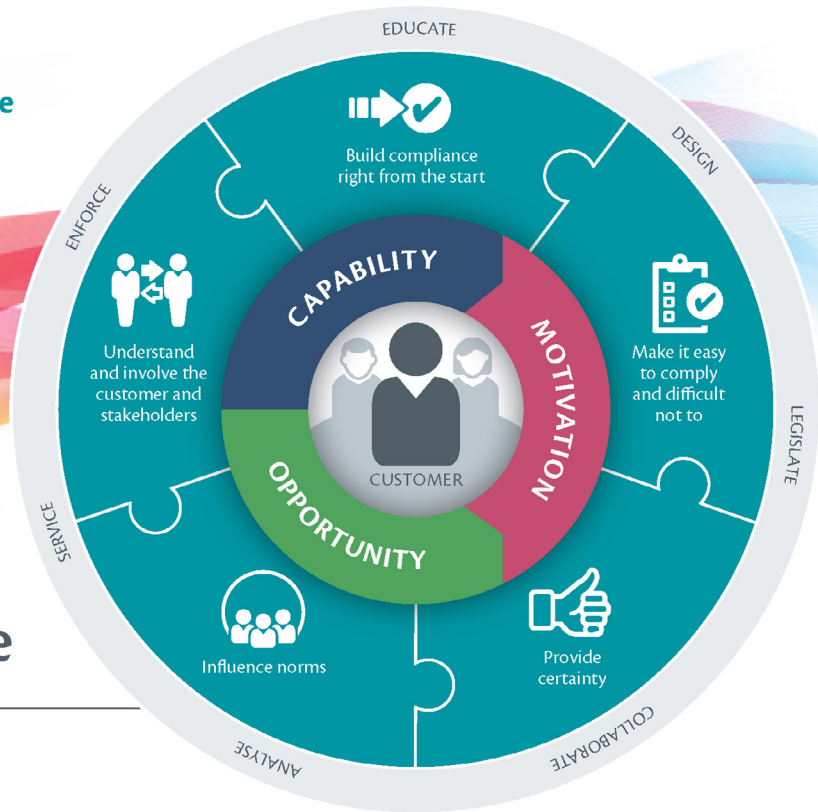 EDUCATE
DESIGN
LEGISLATE
COLLABORATE
ANALYSE
SERVICE
ENFORCE
Build compliance
right from the start
Make it easy
to comply
and difficult
not to
Provide
certainty
Influence norms
Understand
and involve the
customer and
stakeholders
CAPABILITY
MOTIVATION
OPPORTUNITY
CUSTOMER
e
e